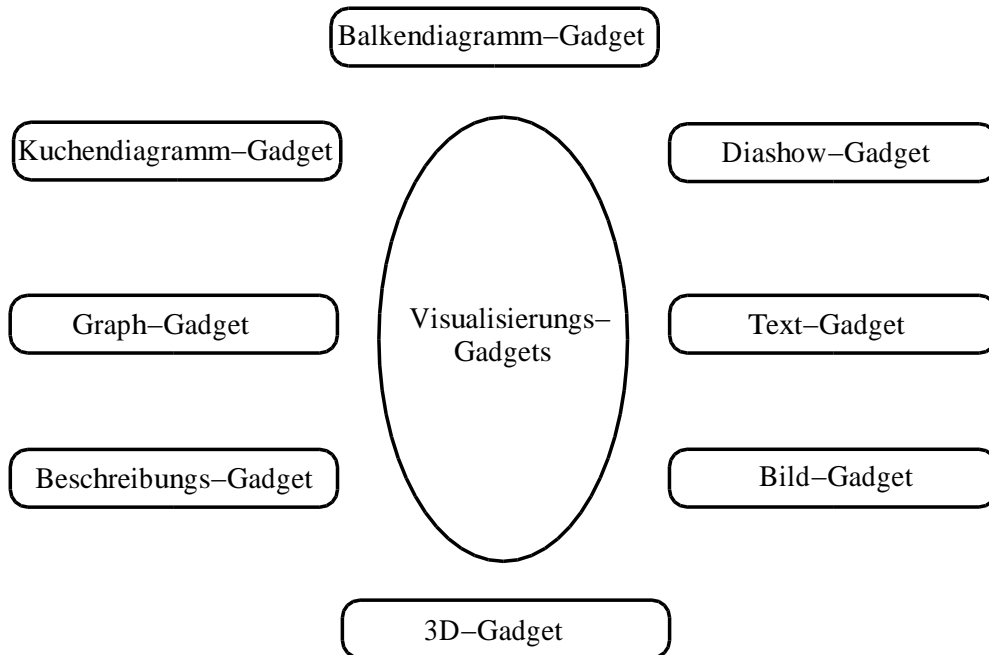 Balkendiagramm–Gadget
Kuchendiagramm–Gadget
Diashow–Gadget
Graph–Gadget
Visualisierungs–
Gadgets
Text–Gadget
Beschreibungs–Gadget
Bild–Gadget
3D–Gadget